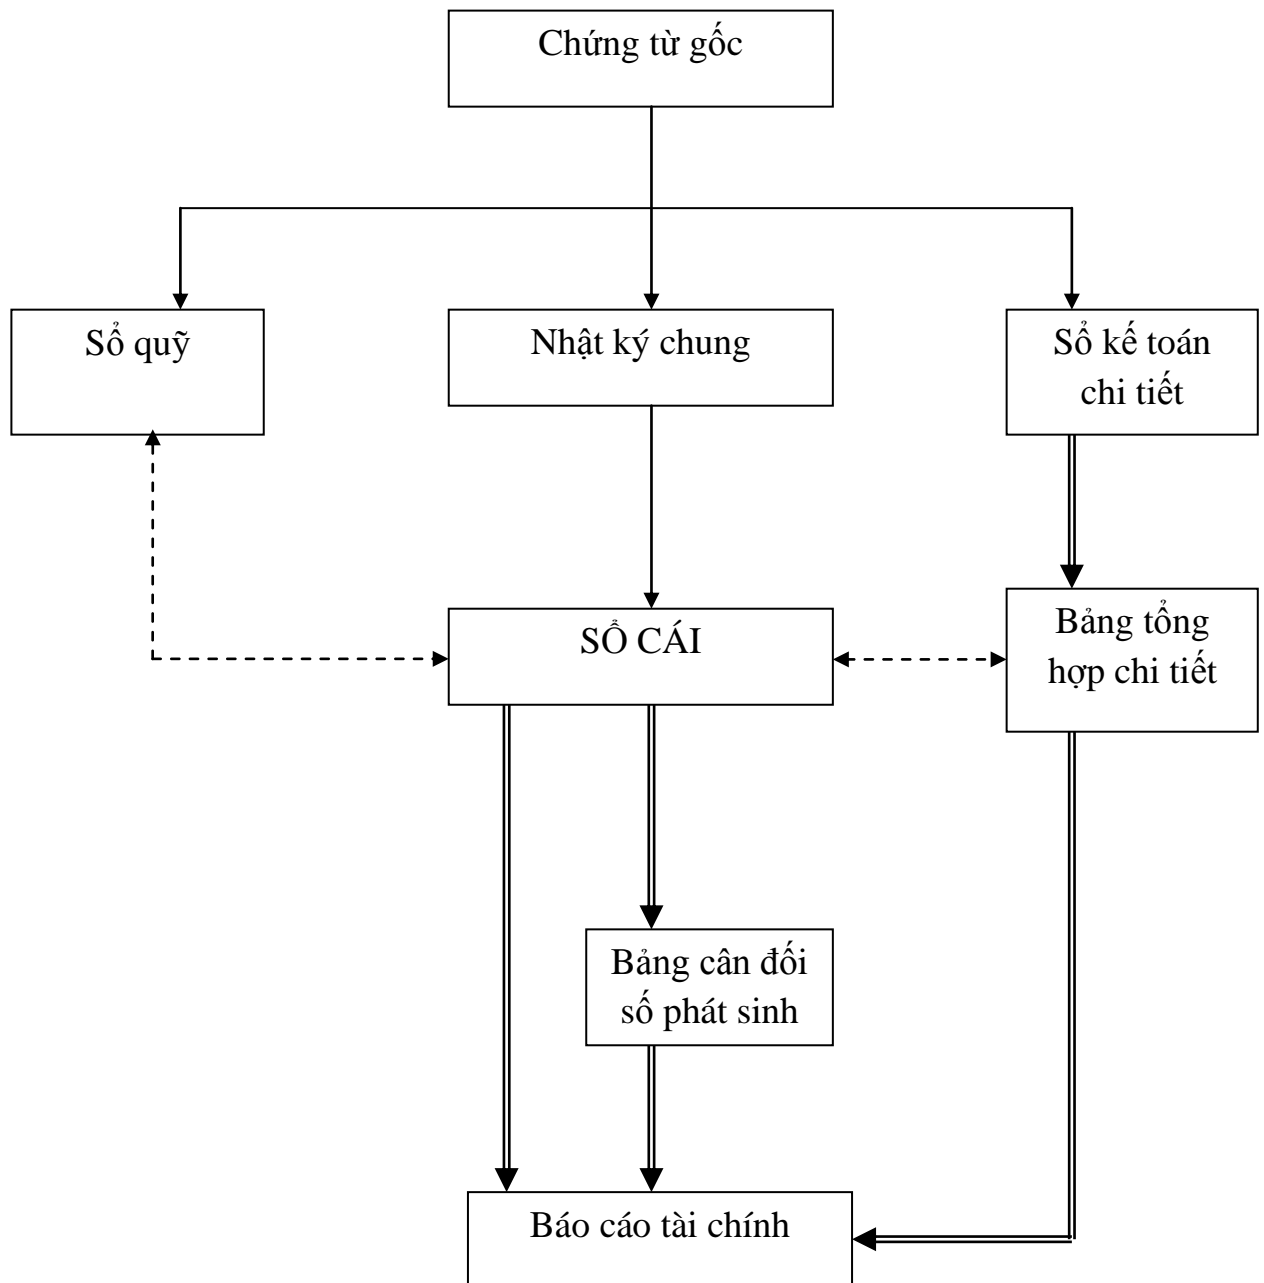 Chứng từ gốc
Sổ quỹ
Nhật ký chung
Sổ kế toán
chi tiết
SỔ CÁI
Bảng tổng
hợp chi tiết
Bảng cân đối
số phát sinh
Báo cáo tài chính